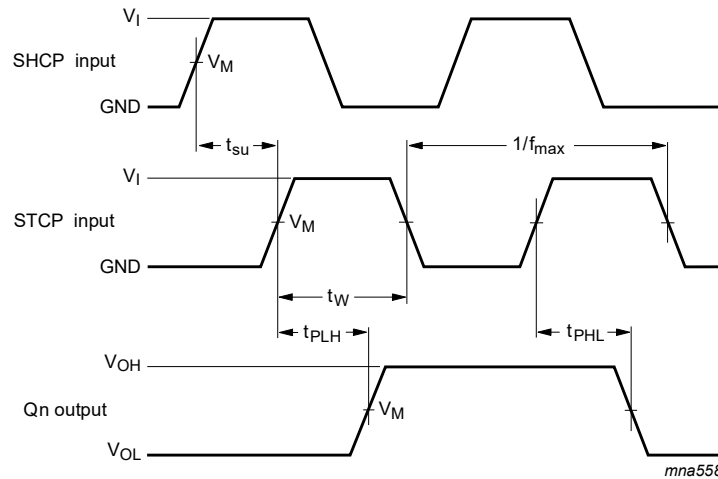 V_I
SHCP input
V_M
GND
t_su
1/f_max
V_I
STCP input
V_M
GND
t_W
t_PLH
t_PHL
V_OH
Qn output
V_M
V_OL
mna558